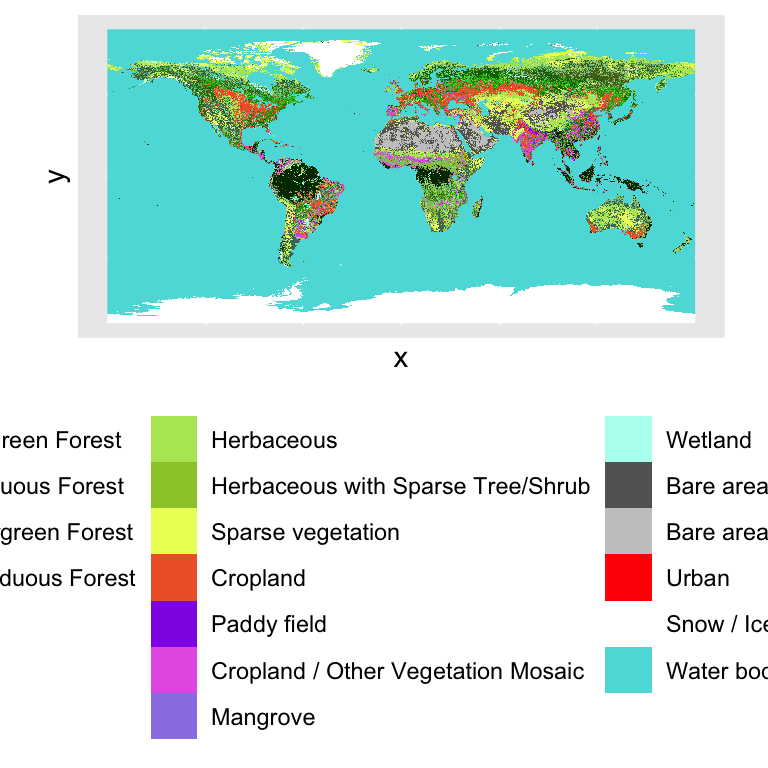 y
x
reen Forest
uous Forest
green Forest
duous Forest
Herbaceous
Herbaceous with Sparse Tree/Shrub
Sparse vegetation
Cropland
Paddy field
Cropland / Other Vegetation Mosaic
Mangrove
Wetland
Bare area
Bare area
Urban
Snow / Ice
Water boo